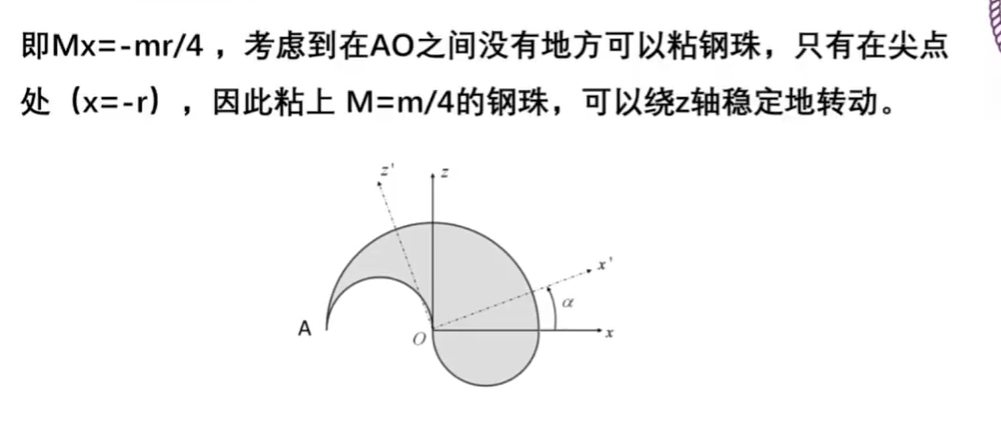 即Mx=-mr/4 ，考虑到在AO之间没有地方可以粘钢珠，只有在尖点
处（x=-r），因此粘上 M=m/4的钢珠，可以绕z轴稳定地转动。
z'
z
x'
α
A
O
x